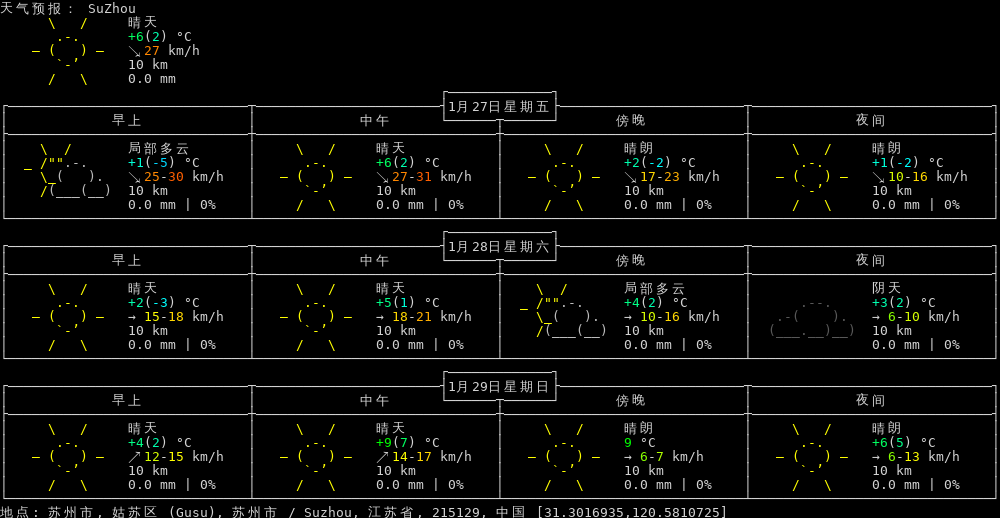 天气预报: SuZhou
晴天
+6(2) °C
↘ 27 km/h
10 km
0.0 mm
1月27日星期五
早上 中午 傍晚 夜间
局部多云 晴天 晴朗 晴朗
+1(-5) °C +6(2) °C +2(-2) °C +1(-2) °C
↘ 25-30 km/h ↘ 27-31 km/h ↘ 17-23 km/h ↘ 10-16 km/h
10 km 10 km 10 km 10 km
0.0 mm | 0% 0.0 mm | 0% 0.0 mm | 0% 0.0 mm | 0%
1月28日星期六
早上 中午 傍晚 夜间
晴天 晴天 局部多云 阴天
+2(-3) °C +5(1) °C +4(2) °C +3(2) °C
→ 15-18 km/h → 18-21 km/h → 10-16 km/h → 6-10 km/h
10 km 10 km 10 km 10 km
0.0 mm | 0% 0.0 mm | 0% 0.0 mm | 0% 0.0 mm | 0%
1月29日星期日
早上 中午 傍晚 夜间
晴天 晴天 晴朗 晴朗
+4(2) °C +9(7) °C 9 °C +6(5) °C
↗ 12-15 km/h ↗ 14-17 km/h → 6-7 km/h → 6-13 km/h
10 km 10 km 10 km 10 km
0.0 mm | 0% 0.0 mm | 0% 0.0 mm | 0% 0.0 mm | 0%
地点: 苏州市, 姑苏区 (Gusu), 苏州市 / Suzhou, 江苏省, 215129, 中国 [31.3016935,120.5810725]